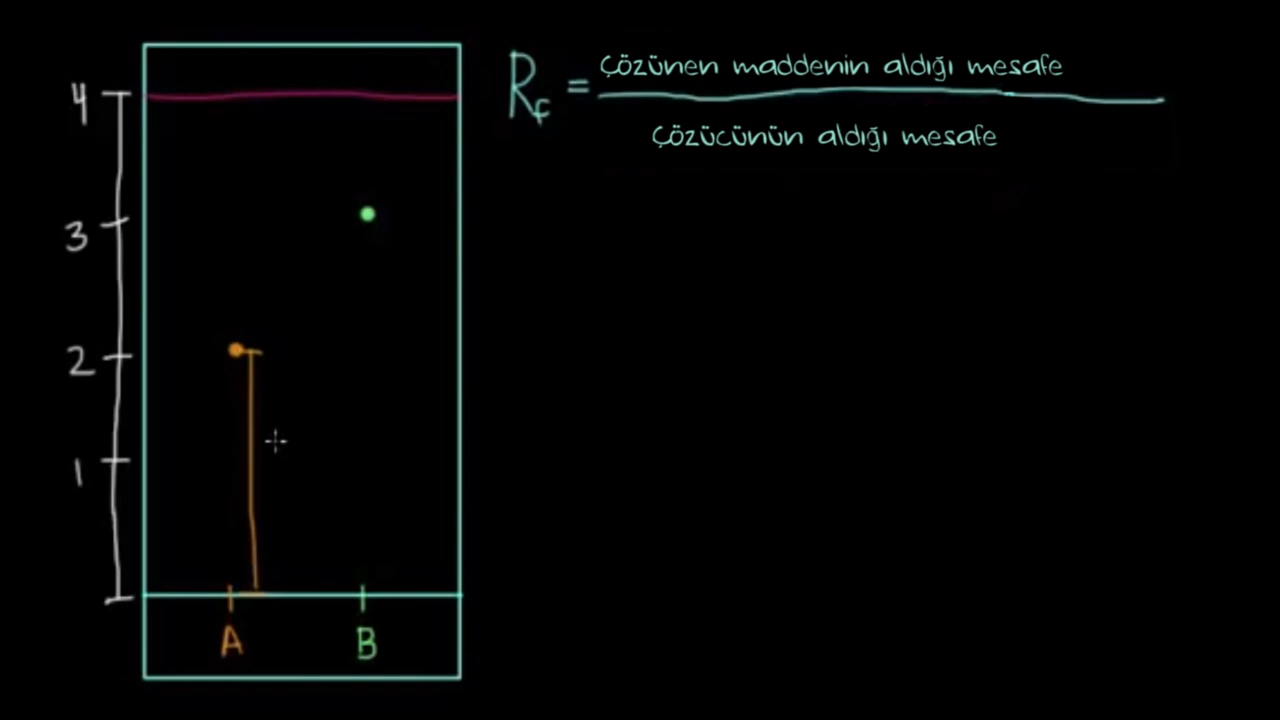 4
3
2
1
A
B
Rf = çözünen maddenin aldığı mesafe
çözücünün aldığı mesafe